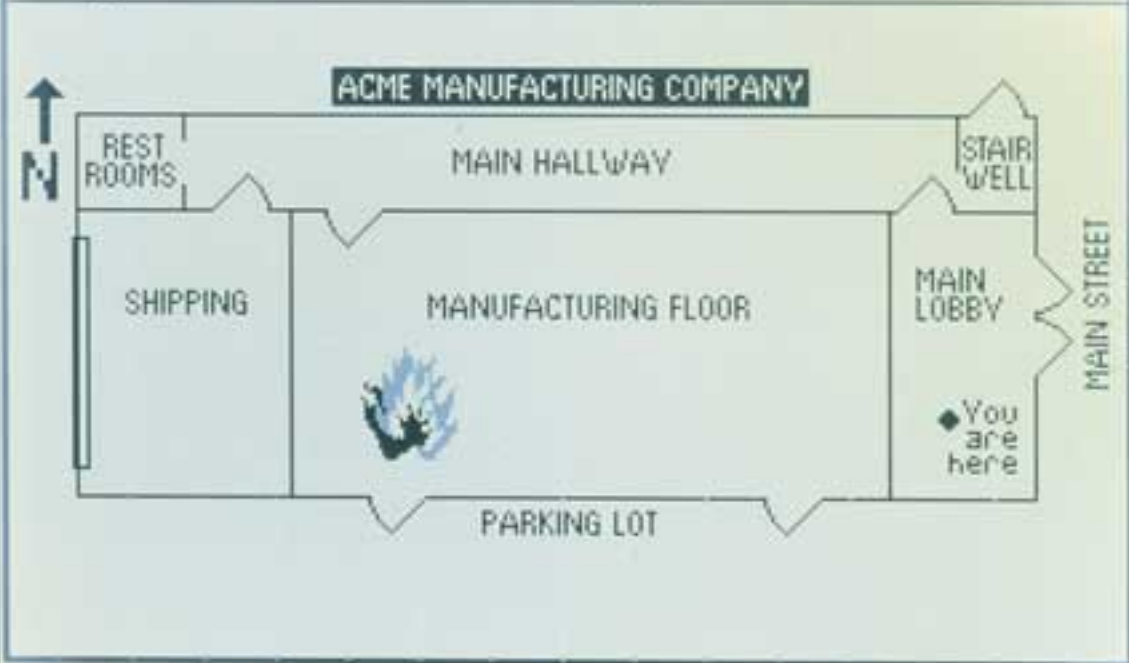 ACME MANUFACTURING COMPANY
N
REST
ROOMS
MAIN HALLWAY
STAIR
WELL
SHIPPING
MANUFACTURING FLOOR
MAIN
LOBBY
MAIN STREET
You
are
here
PARKING LOT